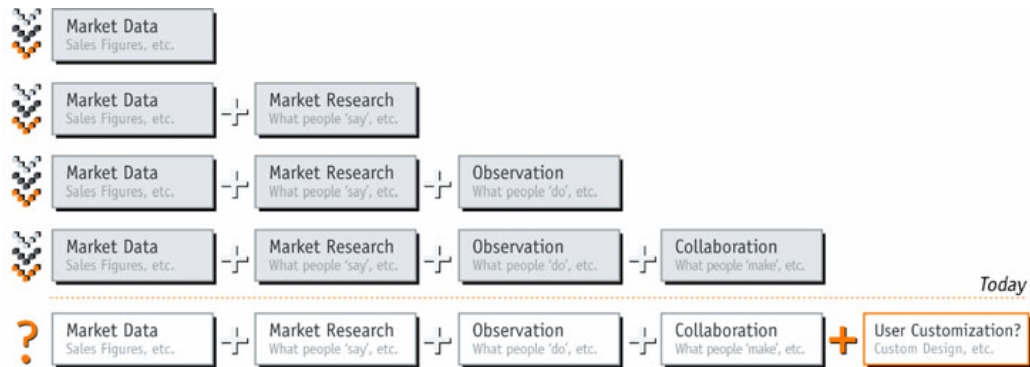 Market Data
Sales Figures, etc.
Market Data
Sales Figures, etc.
+
Market Research
What people 'say', etc.
Market Data
Sales Figures, etc.
+
Market Research
What people 'say', etc.
+
Observation
What people 'do', etc.
Market Data
Sales Figures, etc.
+
Market Research
What people 'say', etc.
+
Observation
What people 'do', etc.
+
Collaboration
What people 'make', etc.
Today
?
Market Data
Sales Figures, etc.
+
Market Research
What people 'say', etc.
+
Observation
What people 'do', etc.
+
Collaboration
What people 'make', etc.
+
User Customization?
Custom Design, etc.